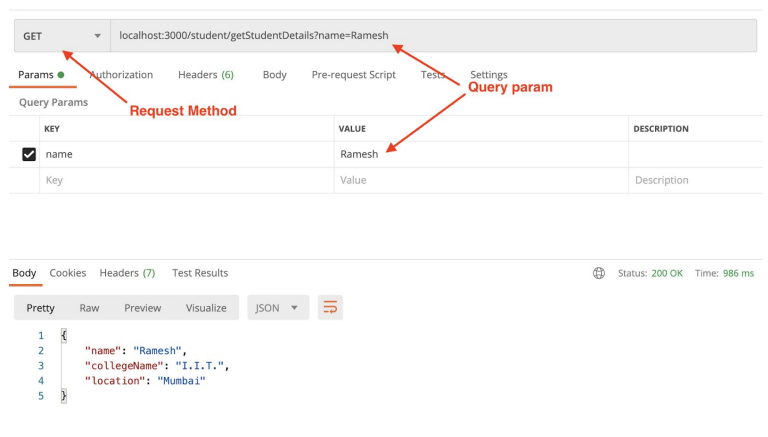 GET localhost:3000/student/getStudentDetails?name=Ramesh
Params Authorization Headers (6) Body Pre-request Script Tests Settings
Query param
Query Params
Request Method
KEY VALUE DESCRIPTION
name Ramesh
Key Value Description
Body Cookies Headers (7) Test Results Status: 200 OK Time: 986 ms
Pretty Raw Preview Visualize JSON
1 {
2 "name": "Ramesh",
3 "collegeName": "I.I.T.",
4 "location": "Mumbai"
5 }